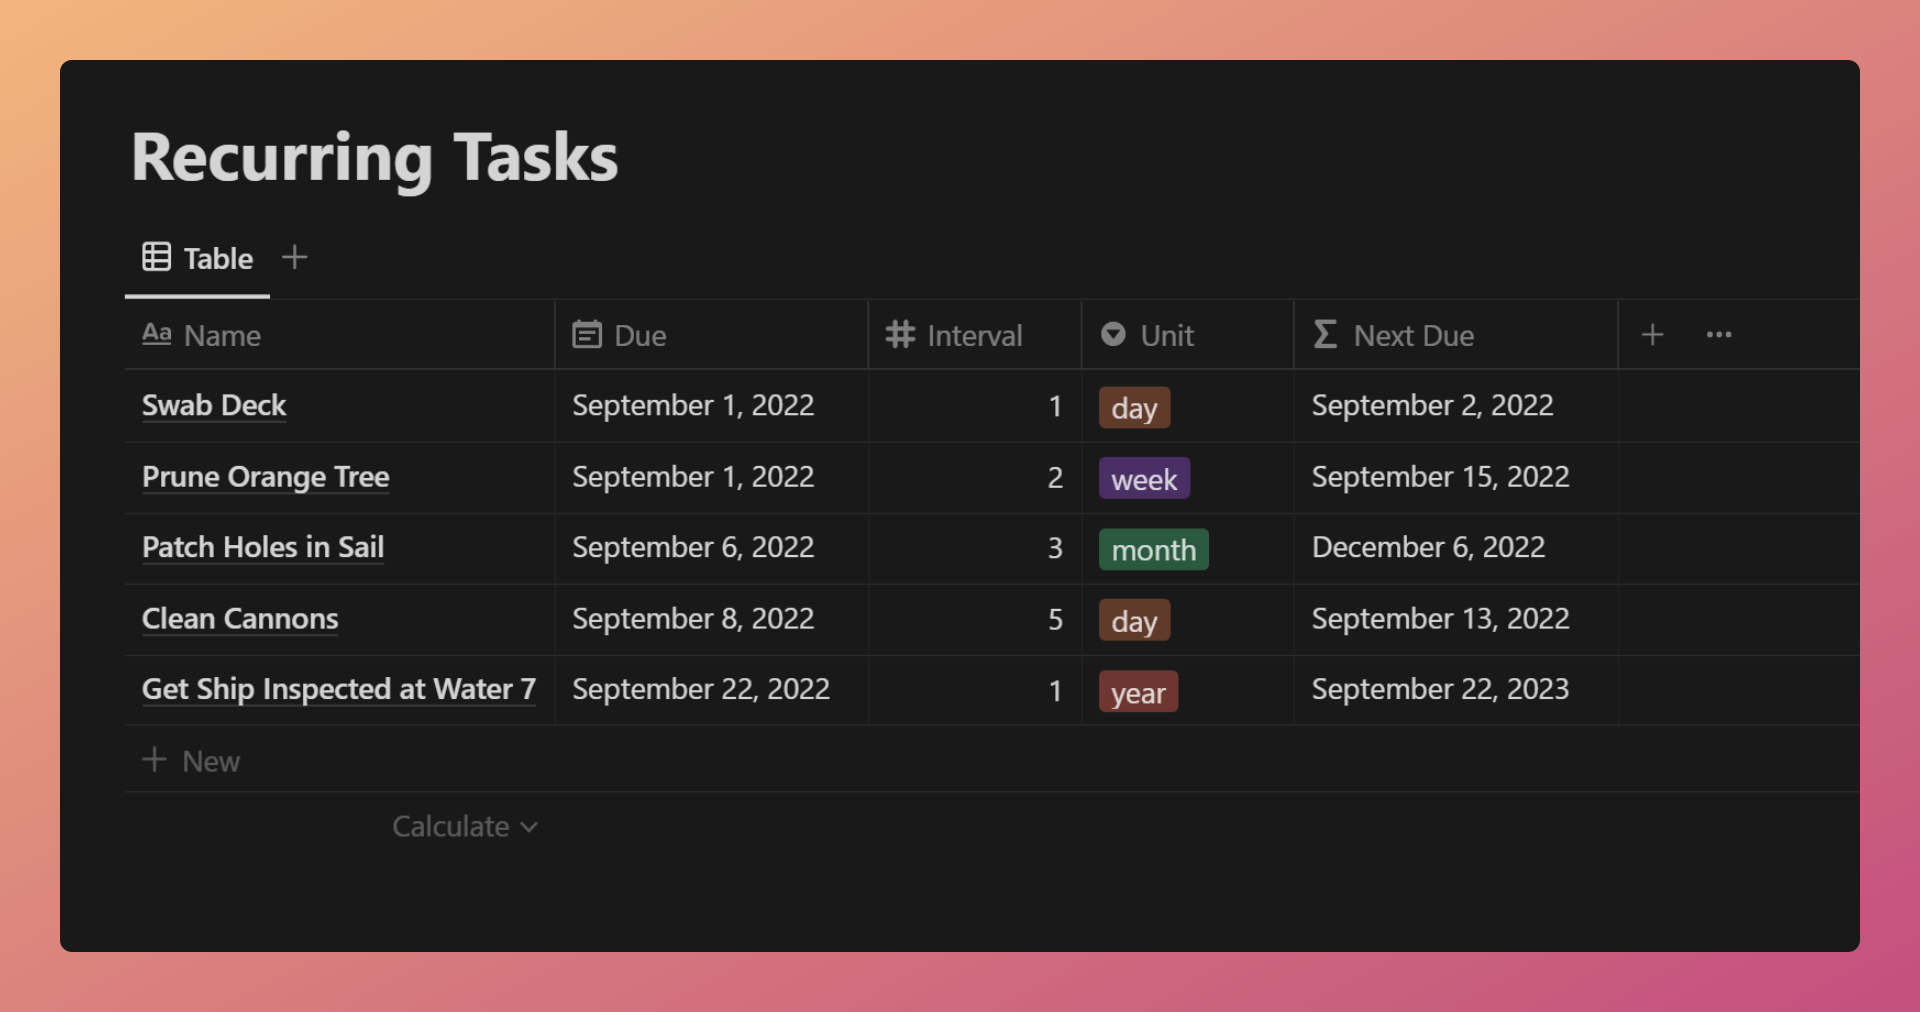 Recurring Tasks
Table
Aa Name Due Interval Unit Next Due
Swab Deck September 1, 2022 1 day September 2, 2022
Prune Orange Tree September 1, 2022 2 week September 15, 2022
Patch Holes in Sail September 6, 2022 3 month December 6, 2022
Clean Cannons September 8, 2022 5 day September 13, 2022
Get Ship Inspected at Water 7 September 22, 2022 1 year September 22, 2023
New
Calculate